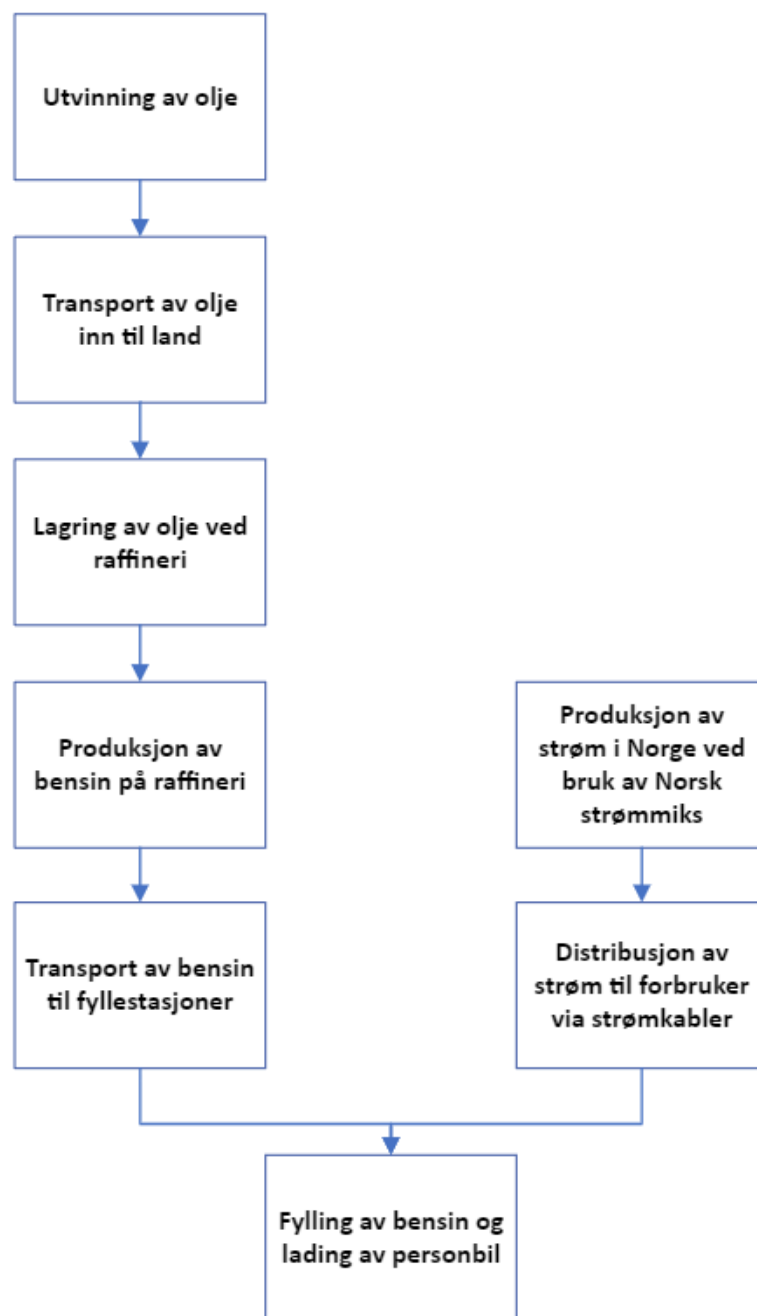 Utvinning av olje
Transport av olje
inn til land
Lagring av olje ved
raffineri
Produksjon av
bensin på raffineri
Transport av bensin
til fyllestasjoner
Produksjon av
strøm i Norge ved
bruk av Norsk
strømmiks
Distribusjon av
strøm til forbruker
via strømkabler
Fylling av bensin og
lading av personbil